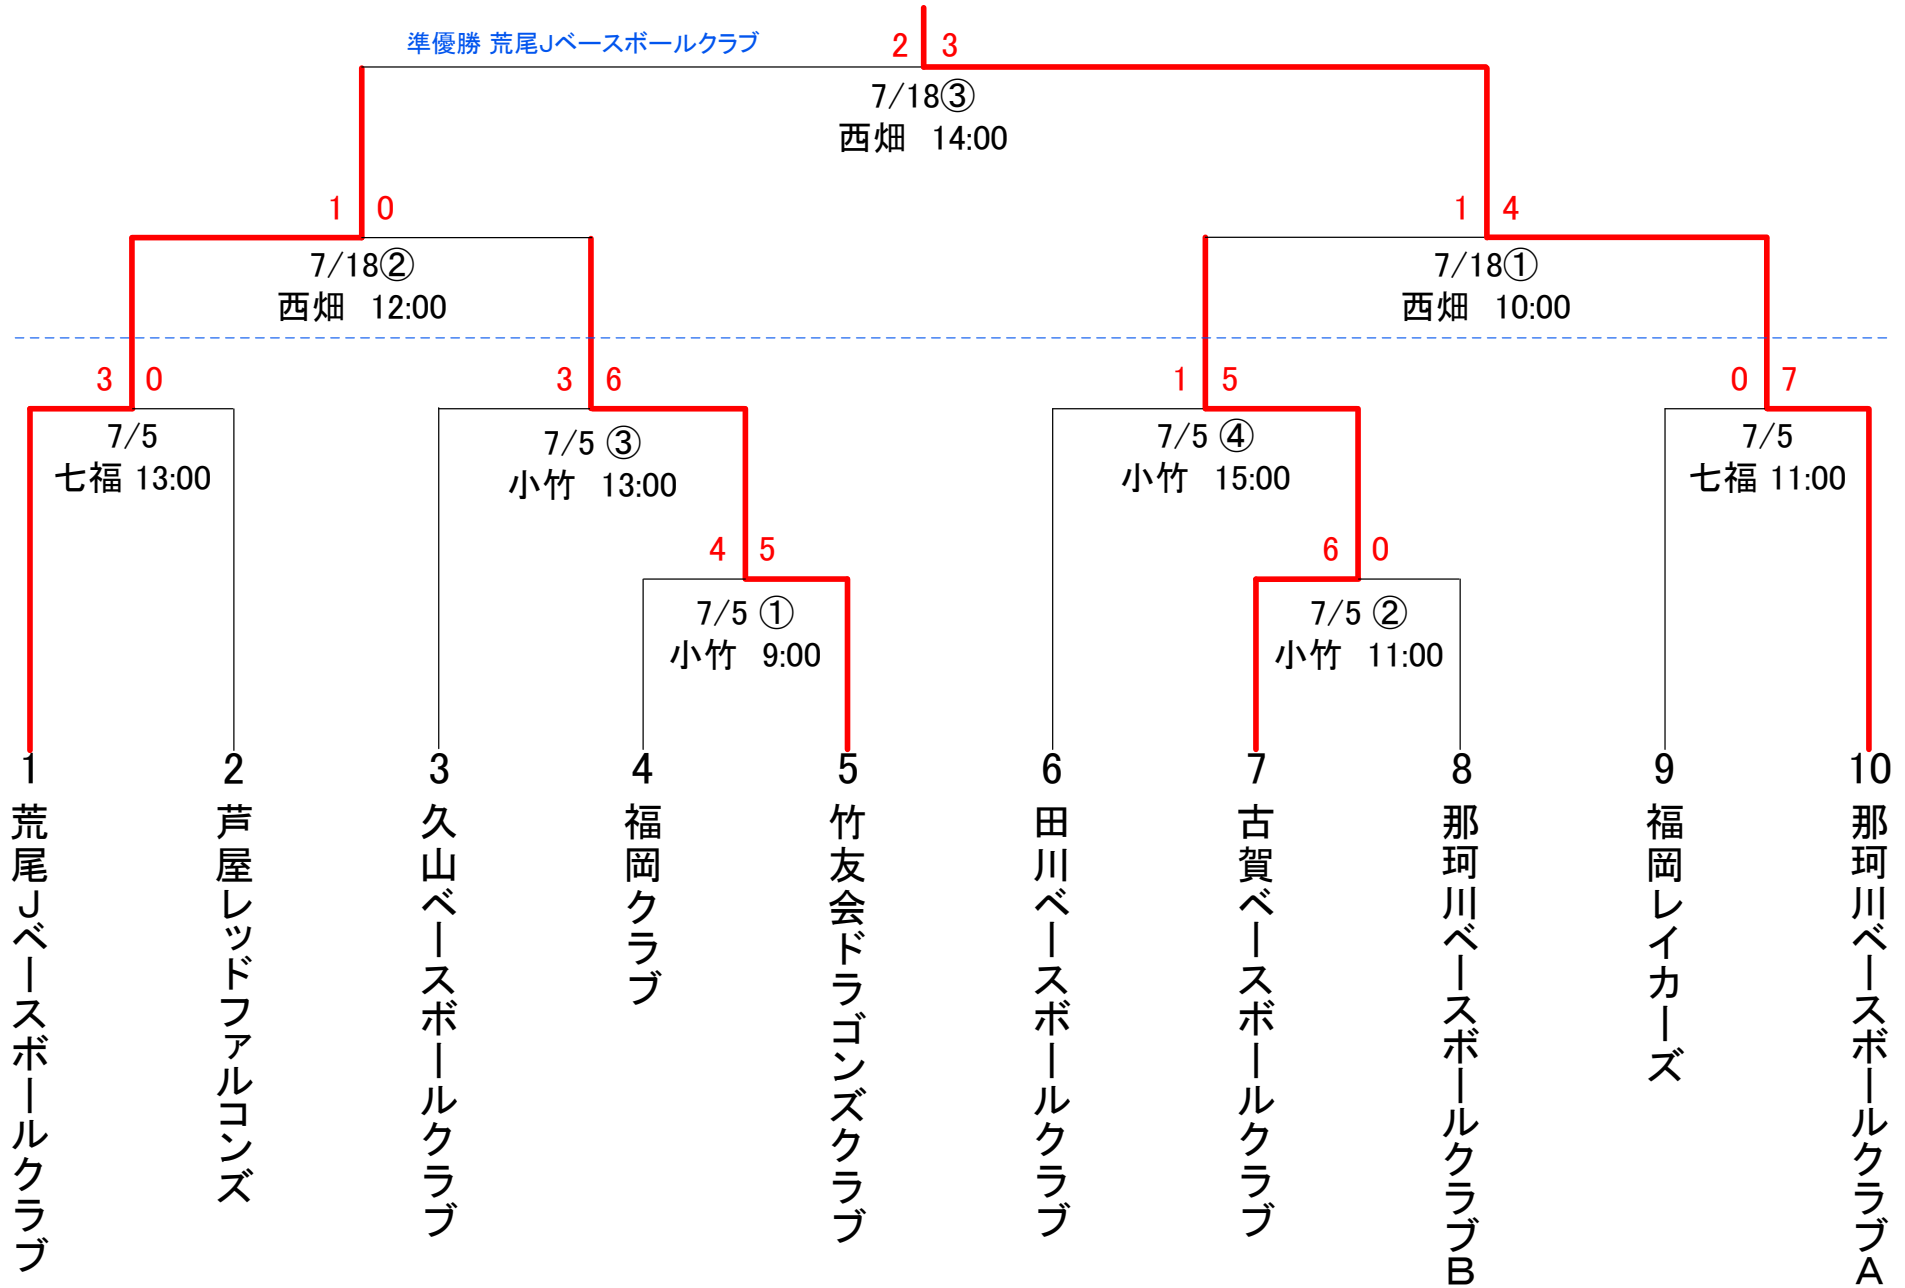 準優勝 荒尾Jベースボールクラブ
2 3
7/18③
西畑 14:00
1 0
1 4
7/18②
西畑 12:00
7/18①
西畑 10:00
3 0
3 6
1 5
0 7
7/5
七福 13:00
7/5 ③
小竹 13:00
7/5 ④
小竹 15:00
7/5
七福 11:00
4 5
6 0
7/5 ①
小竹 9:00
7/5 ②
小竹 11:00
1
荒尾Jベースボールクラブ
2
芦屋レッドファルコンズ
3
久山ベースボールクラブ
4
福岡クラブ
5
竹友会ドラゴンズクラブ
6
田川ベースボールクラブ
7
古賀ベースボールクラブ
8
那珂川ベースボールクラブB
9
福岡レイカーズ
10
那珂川ベースボールクラブA